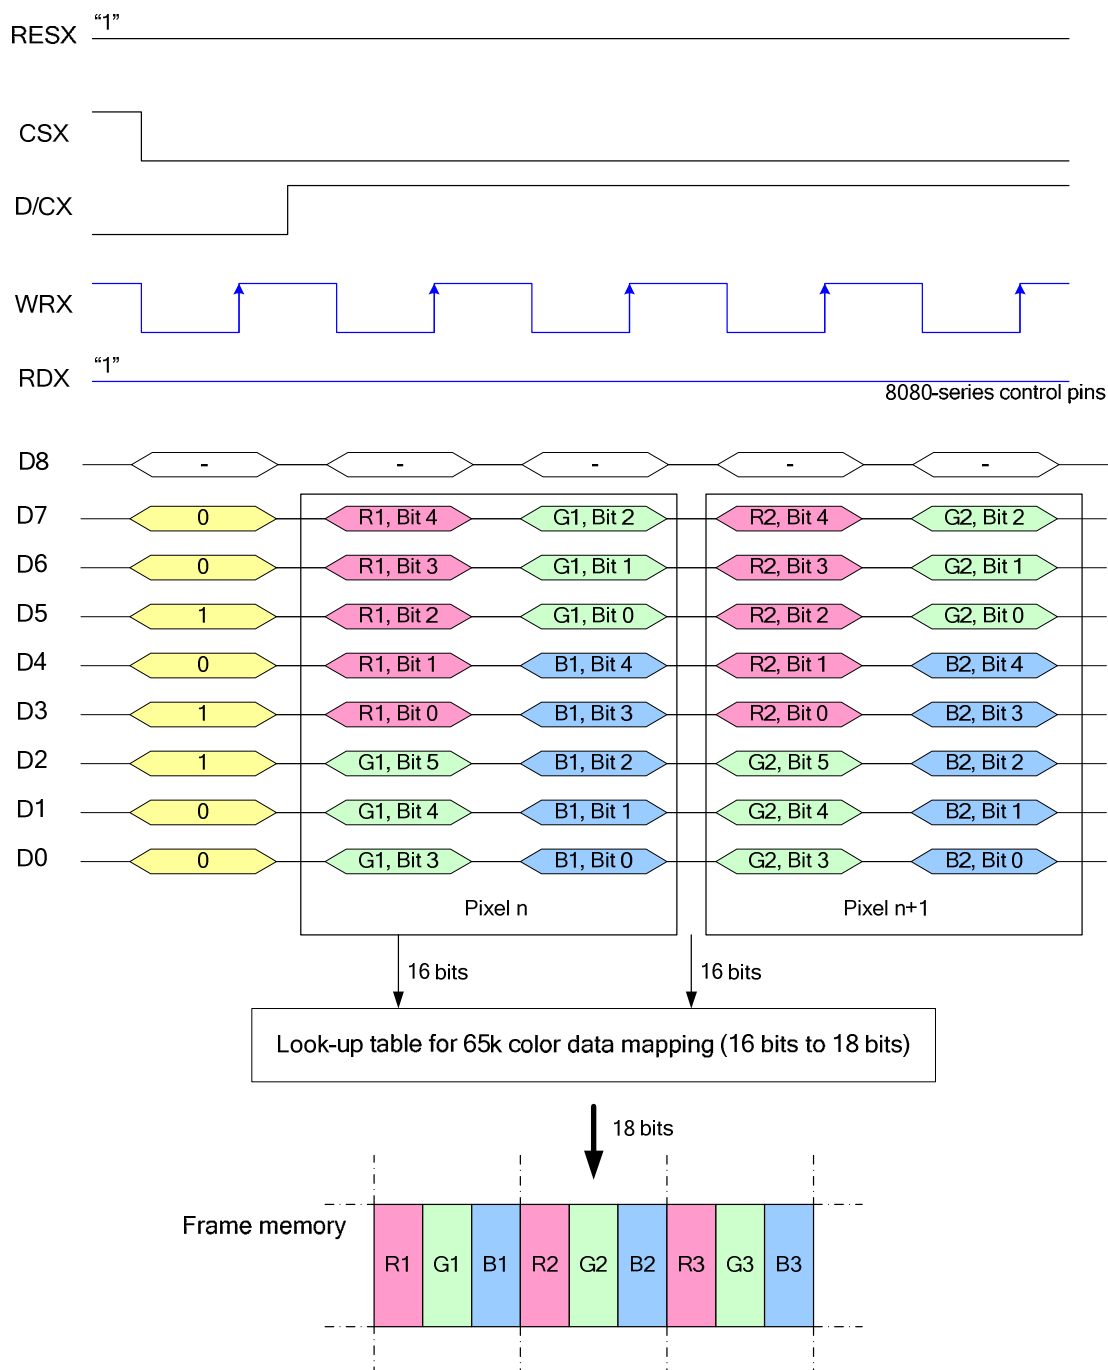 RESX “1”
CSX
D/CX
WRX
RDX “1”
8080-series control pins
D8 - - - - -
D7 0 R1, Bit 4 G1, Bit 2 R2, Bit 4 G2, Bit 2
D6 0 R1, Bit 3 G1, Bit 1 R2, Bit 3 G2, Bit 1
D5 1 R1, Bit 2 G1, Bit 0 R2, Bit 2 G2, Bit 0
D4 0 R1, Bit 1 B1, Bit 4 R2, Bit 1 B2, Bit 4
D3 1 R1, Bit 0 B1, Bit 3 R2, Bit 0 B2, Bit 3
D2 1 G1, Bit 5 B1, Bit 2 G2, Bit 5 B2, Bit 2
D1 0 G1, Bit 4 B1, Bit 1 G2, Bit 4 B2, Bit 1
D0 0 G1, Bit 3 B1, Bit 0 G2, Bit 3 B2, Bit 0
Pixel n Pixel n+1
16 bits 16 bits
Look-up table for 65k color data mapping (16 bits to 18 bits)
18 bits
Frame memory
R1 G1 B1 R2 G2 B2 R3 G3 B3